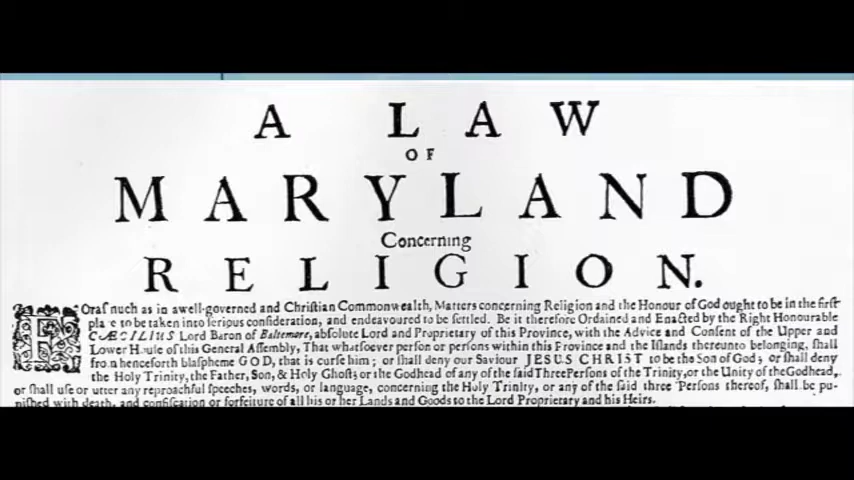 A LAW
OF
MARYLAND
Concerning
RELIGION.
FOraſmuch as in a well-governed and Chriſtian Commonwealth, Matters concerning Religion and the Honour of God ought to be in the firſt
place to be taken into ſerious conſideration, and endeavoured to be ſettled. Be it therefore Ordained and Enacted by the Right Honourable
CÆCILIUS Lord Baron of Baltemore, abſolute Lord and Proprietary of this Province, with the Advice and Conſent of the Upper and
Lower Houſe of this General Aſſembly, That whatſoever perſon or perſons within this Province and the Iſlands thereunto belonging, ſhall
from henceforth blaſpheme GOD, that is curſe him; or ſhall deny our Saviour JESUS CHRIST to be the Son of God; or ſhall deny
the Holy Trinity, the Father, Son, & Holy Ghoſt; or the Godhead of any of the ſaid Three Perſons of the Trinity, or the Unity of the Godhead,
or ſhall uſe or utter any reproachful ſpeeches, words, or language, concerning the Holy Trinity, or any of the ſaid three Perſons thereof, ſhall be pu-
niſhed with death, and confiſcation or forfeiture of all his or her Lands and Goods to the Lord Proprietary and his Heirs.